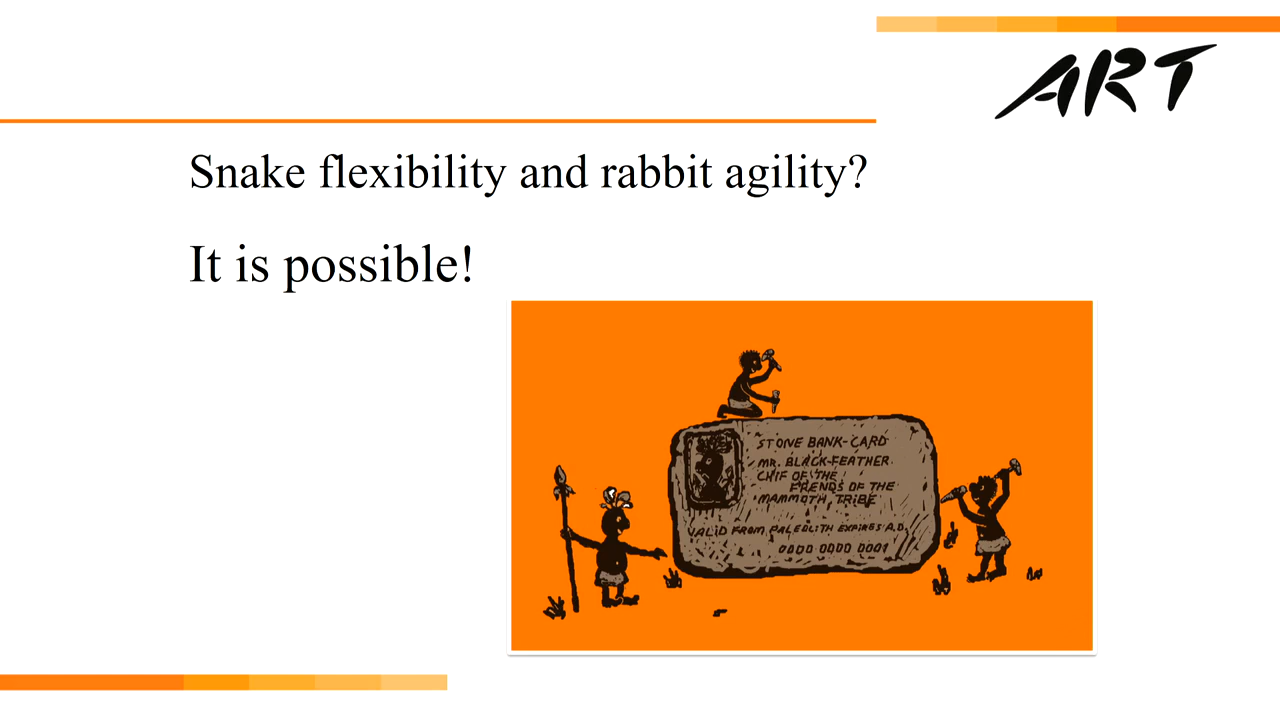 ART
Snake flexibility and rabbit agility?
It is possible!
STONE BANK-CARD
MR. BLACK-FEATHER
CHIF OF THE
FRENDS OF THE
MAMMOTH TRIBE
VALID FROM PALEOLITH EXPIRES A.D.
0000 0000 0001